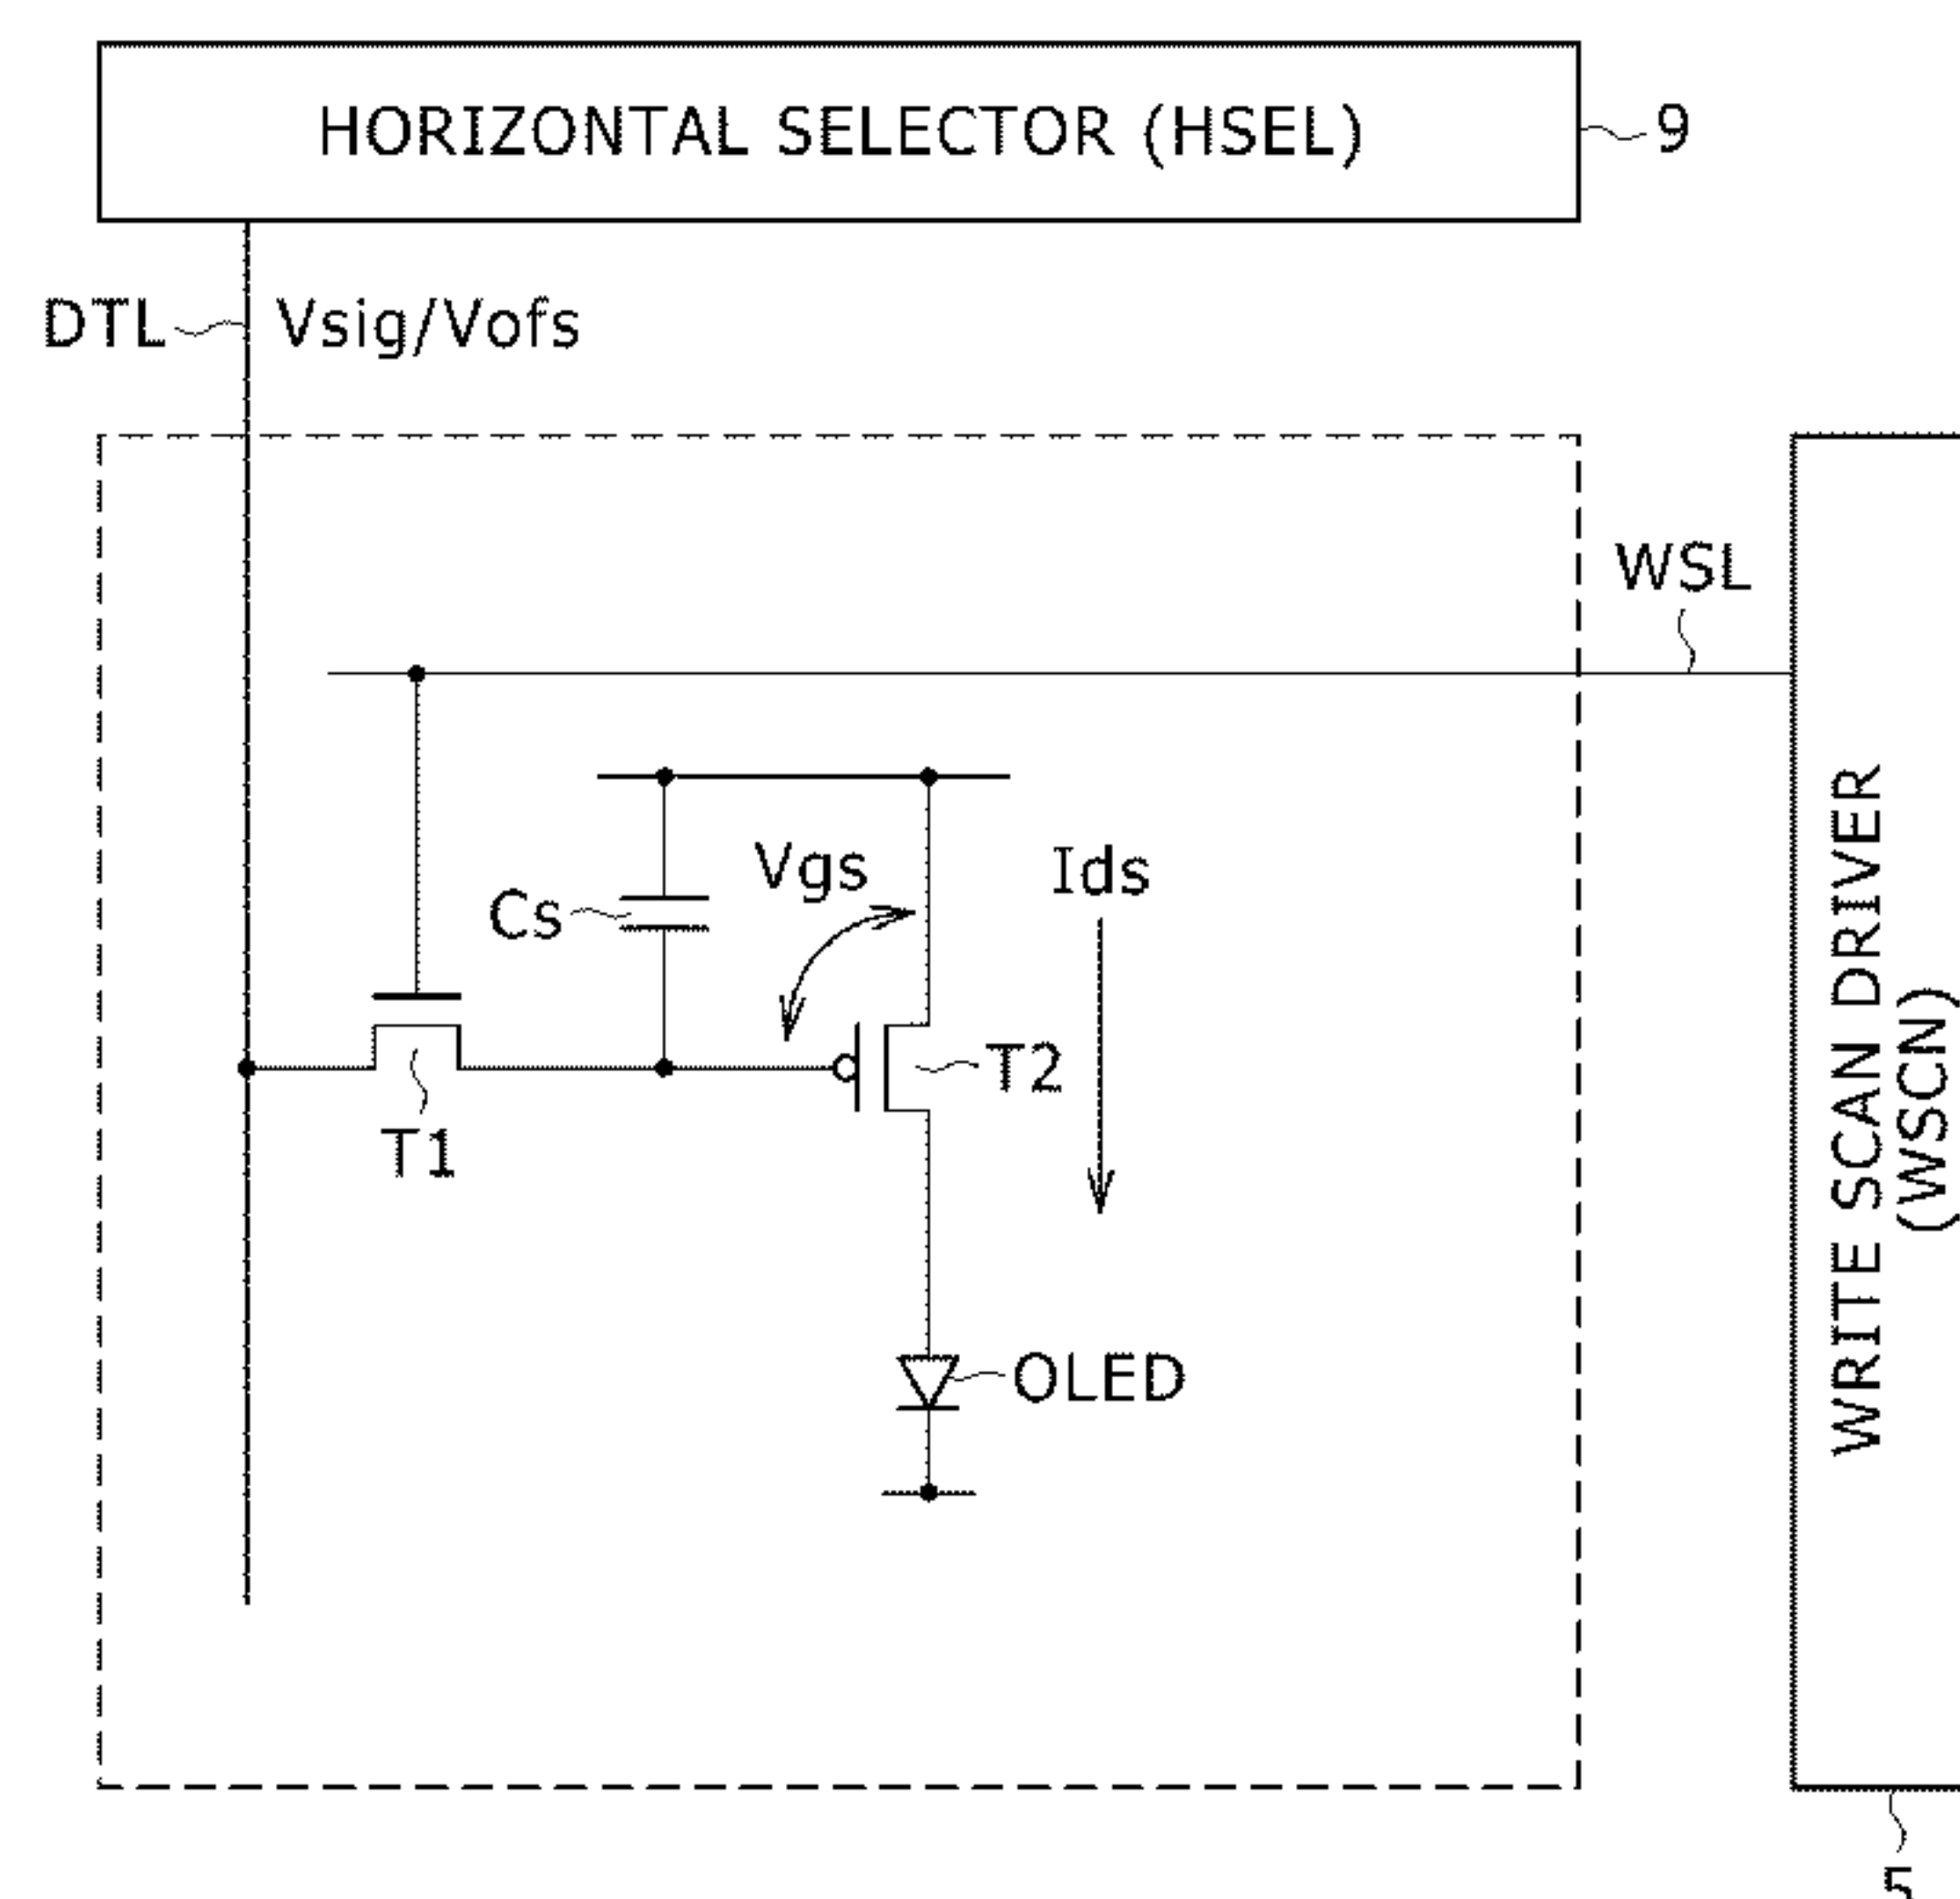 HORIZONTAL SELECTOR (HSEL)
9
DTL
Vsig/Vofs
WSL
Vgs
Ids
Cs
T2
T1
OLED
WRITE SCAN DRIVER
(WSCN)
5